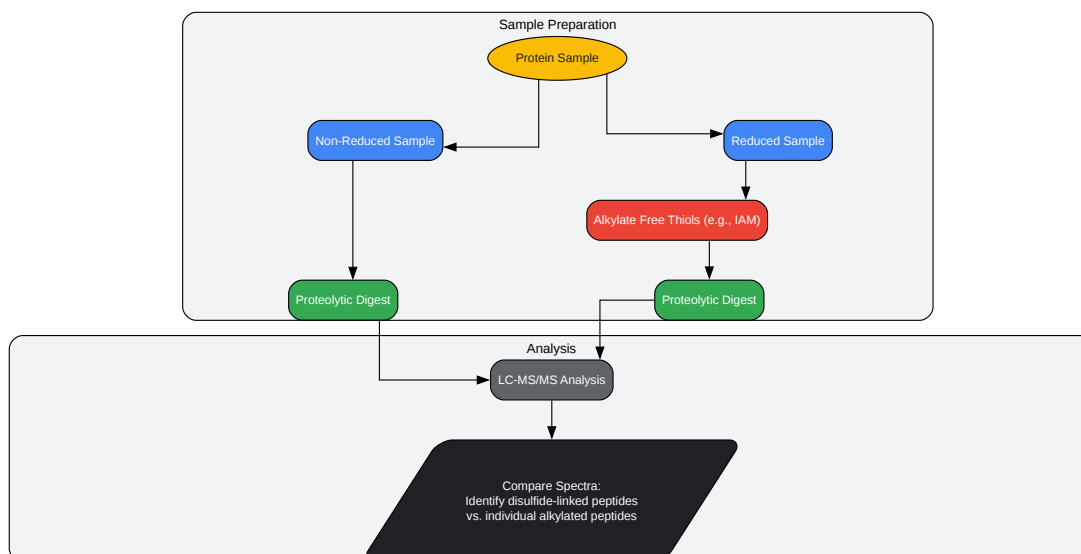 Sample Preparation
Protein Sample
Non-Reduced Sample
Reduced Sample
Alkylate Free Thiols (e.g., IAM)
Proteolytic Digest
Proteolytic Digest
Analysis
LC-MS/MS Analysis
Compare Spectra:
Identify disulfide-linked peptides
vs. individual alkylated peptides